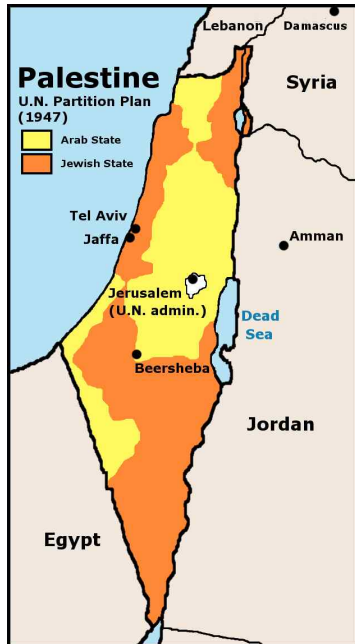 Lebanon
Damascus
Palestine
U.N. Partition Plan
(1947)
Arab State
Jewish State
Syria
Tel Aviv
Jaffa
Amman
Jerusalem
(U.N. admin.)
Dead
Sea
Beersheba
Jordan
Egypt